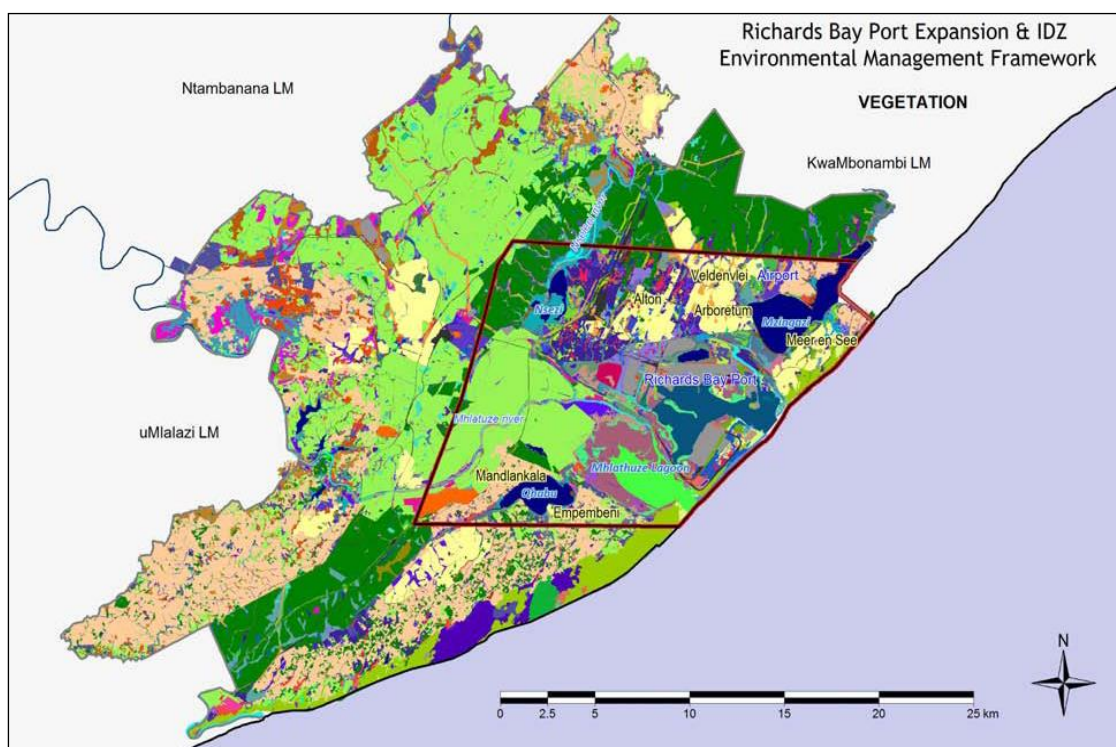 Richards Bay Port Expansion & IDZ
Environmental Management Framework
VEGETATION
Ntambanana LM
KwaMbonambi LM
Veldenvlei
Airport
Nsezi
Alton
Arboretum
Mzingazi
Meer en See
Richards Bay Port
Mhlatuze river
uMlalazi LM
Mhlathuze Lagoon
Mandlankala
Qhubu
Empembeni
N
0 2.5 5 10 15 20 25 km